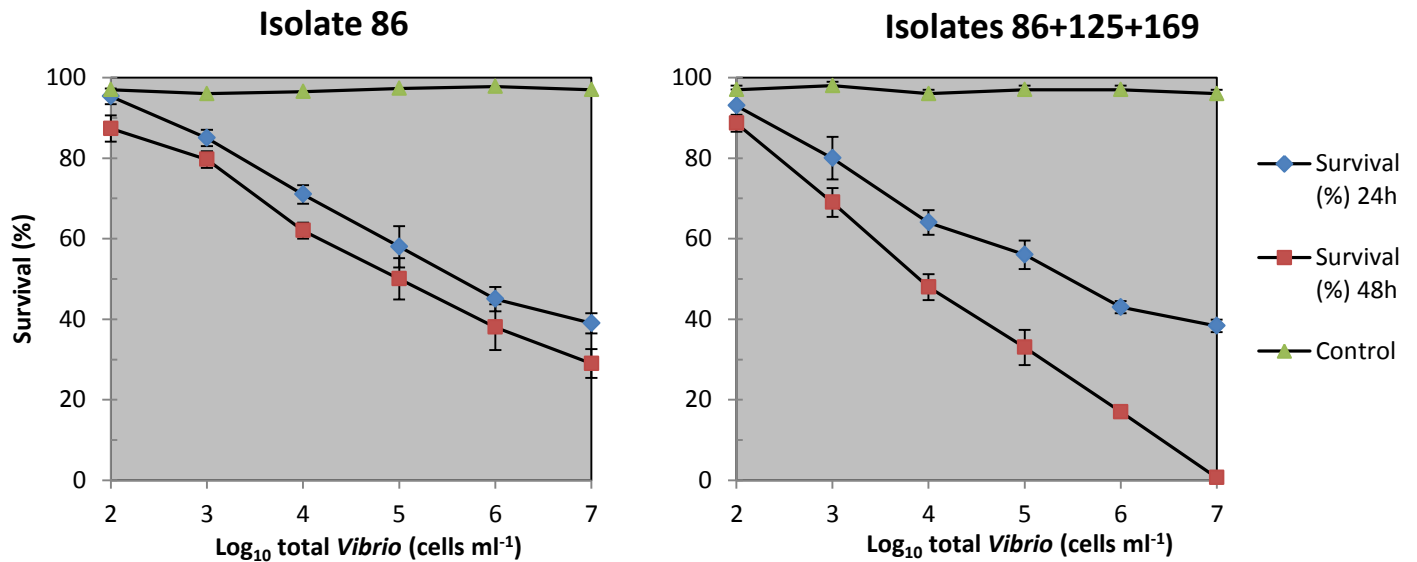 Isolate 86
Isolates 86+125+169
Survival (%)
100
80
60
40
20
0
2 3 4 5 6 7
Log₁₀ total Vibrio (cells ml⁻¹)
100
80
60
40
20
0
2 3 4 5 6 7
Log₁₀ total Vibrio (cells ml⁻¹)
Survival
(%) 24h
Survival
(%) 48h
Control